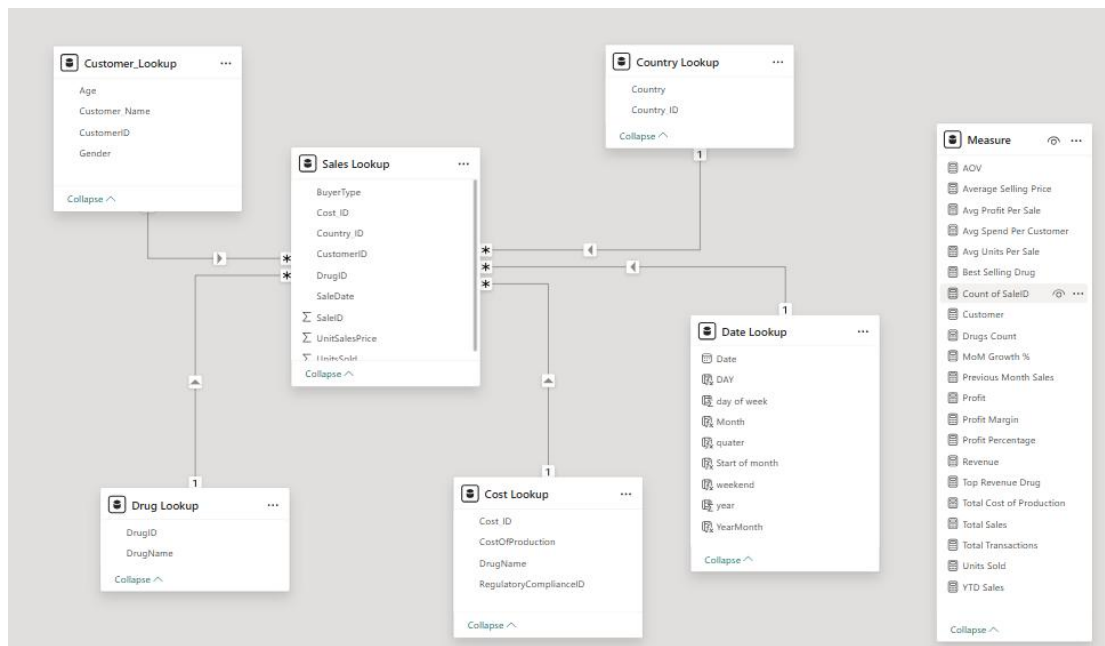 Customer_Lookup
Age
Customer_Name
CustomerID
Gender
Collapse
Sales Lookup
BuyerType
Cost_ID
Country_ID
CustomerID
DrugID
SaleDate
SaleID
UnitSalesPrice
UnitsSold
Collapse
Country Lookup
Country
Country_ID
Collapse
1
Date Lookup
Date
DAY
day of week
Month
quater
Start of month
weekend
year
YearMonth
Collapse
1
Drug Lookup
DrugID
DrugName
Collapse
1
Cost Lookup
Cost_ID
CostOfProduction
DrugName
RegulatoryComplianceID
Collapse
1
Measure
AOV
Average Selling Price
Avg Profit Per Sale
Avg Spend Per Customer
Avg Units Per Sale
Best Selling Drug
Count of SaleID
Customer
Drugs Count
MoM Growth %
Previous Month Sales
Profit
Profit Margin
Profit Percentage
Revenue
Top Revenue Drug
Total Cost of Production
Total Sales
Total Transactions
Units Sold
YTD Sales
Collapse